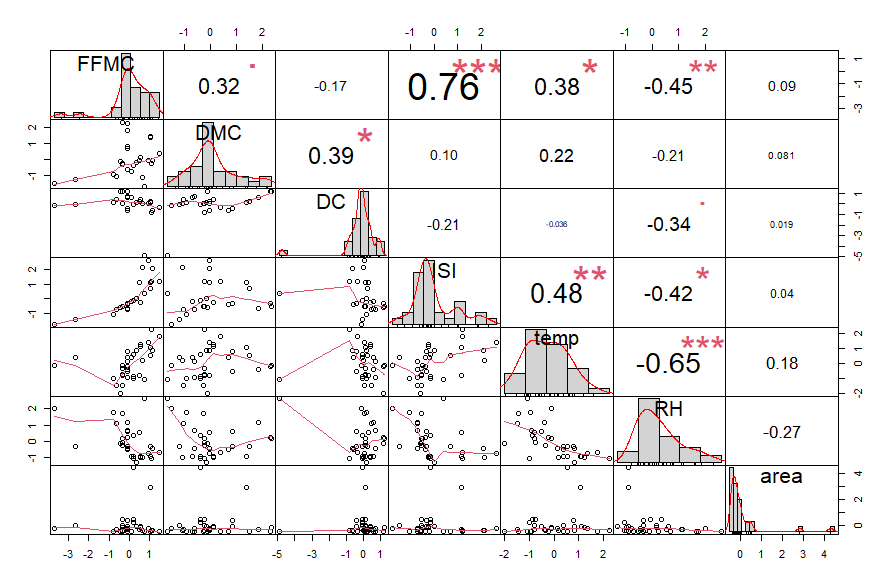 -1 0 1 2 -1 0 1 2 -1 0 1 2
FFMC 0.32 . -0.17 0.76 *** 0.38 * -0.45 ** 0.09 -3 -1 1
-1 1 2 DMC 0.39 * 0.10 0.22 -0.21 0.081
DC -0.21 -0.036 -0.34 . 0.019 -5 -3 -1 1
-1 1 2 ISI 0.48 ** -0.42 * 0.04
temp -0.65 *** 0.18 -2 0 1 2
-1 0 1 2 RH -0.27
area 0 2 4
-3 -2 -1 0 1 -5 -3 -1 0 1 -2 -1 0 1 2 0 1 2 3 4